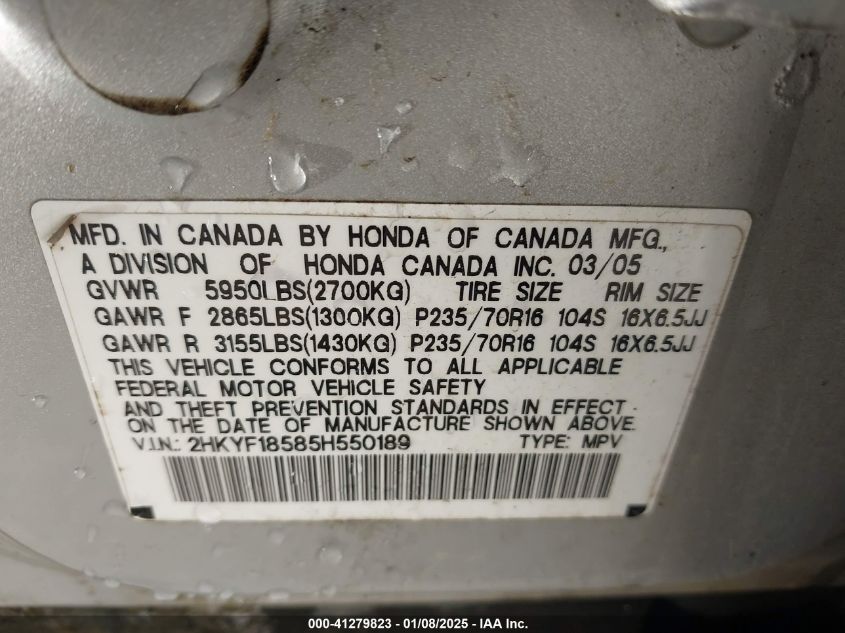 MFD. IN CANADA BY HONDA OF CANADA MFG.,
A DIVISION OF HONDA CANADA INC. 03/05
GVWR 5950LBS(2700KG) TIRE SIZE RIM SIZE
GAWR F 2865LBS(1300KG) P235/70R16 104S 16X6.5JJ
GAWR R 3155LBS(1430KG) P235/70R16 104S 16X6.5JJ
THIS VEHICLE CONFORMS TO ALL APPLICABLE
FEDERAL MOTOR VEHICLE SAFETY
AND THEFT PREVENTION STANDARDS IN EFFECT
ON THE DATE OF MANUFACTURE SHOWN ABOVE.
V.I.N.: 2HKYF18585H550189 TYPE: MPV
000-41279823 - 01/08/2025 - IAA Inc.